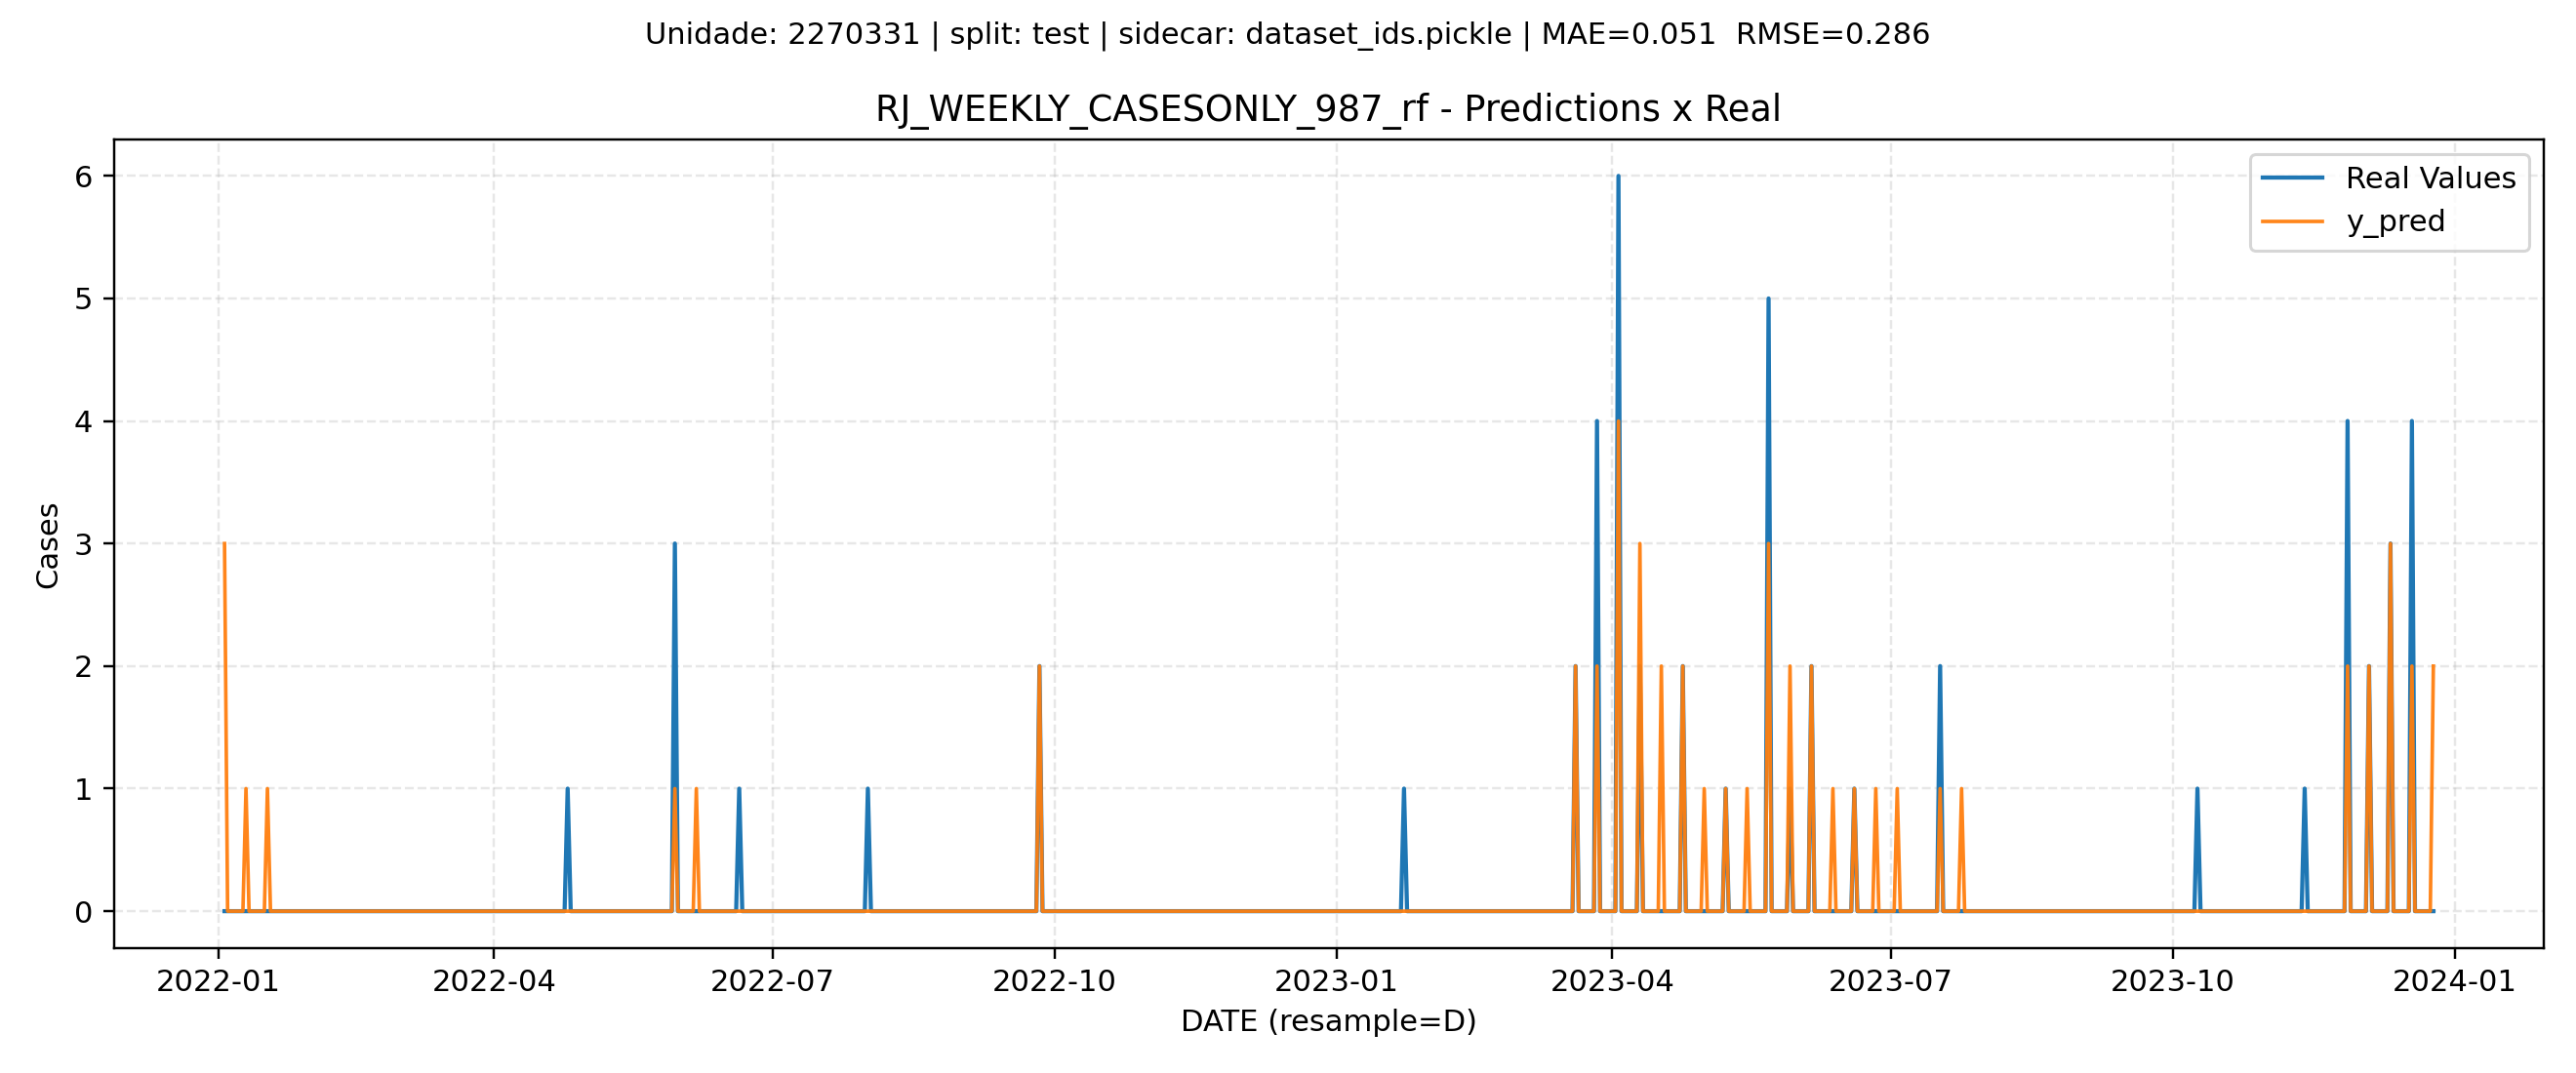 Unidade: 2270331 | split: test | sidecar: dataset_ids.pickle | MAE=0.051  RMSE=0.286
RJ_WEEKLY_CASESONLY_987_rf - Predictions x Real
Real Values
y_pred
Cases
6
5
4
3
2
1
0
2022-01 2022-04 2022-07 2022-10 2023-01 2023-04 2023-07 2023-10 2024-01
DATE (resample=D)